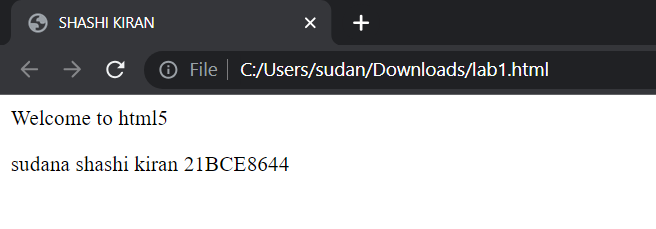 SHASHI KIRAN
File C:/Users/sudan/Downloads/lab1.html
Welcome to html5
sudana shashi kiran 21BCE8644